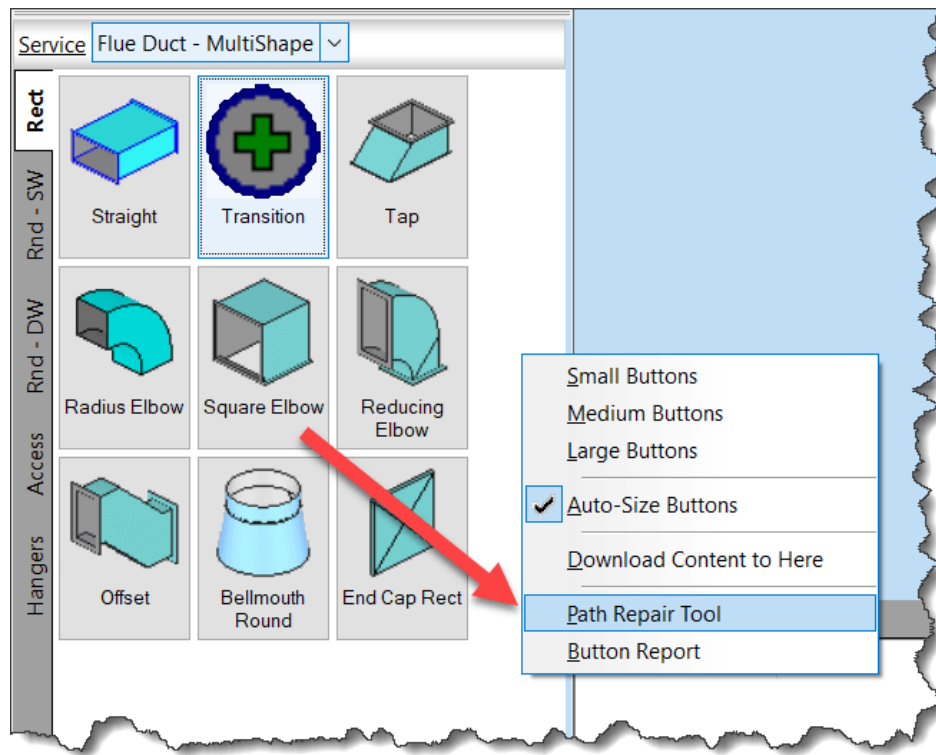 Service Flue Duct - MultiShape
Rect
Rnd - SW
Rnd - DW
Access
Hangers
Straight
Transition
Tap
Radius Elbow
Square Elbow
Reducing
Elbow
Offset
Bellmouth
Round
End Cap Rect
Small Buttons
Medium Buttons
Large Buttons
Auto-Size Buttons
Download Content to Here
Path Repair Tool
Button Report